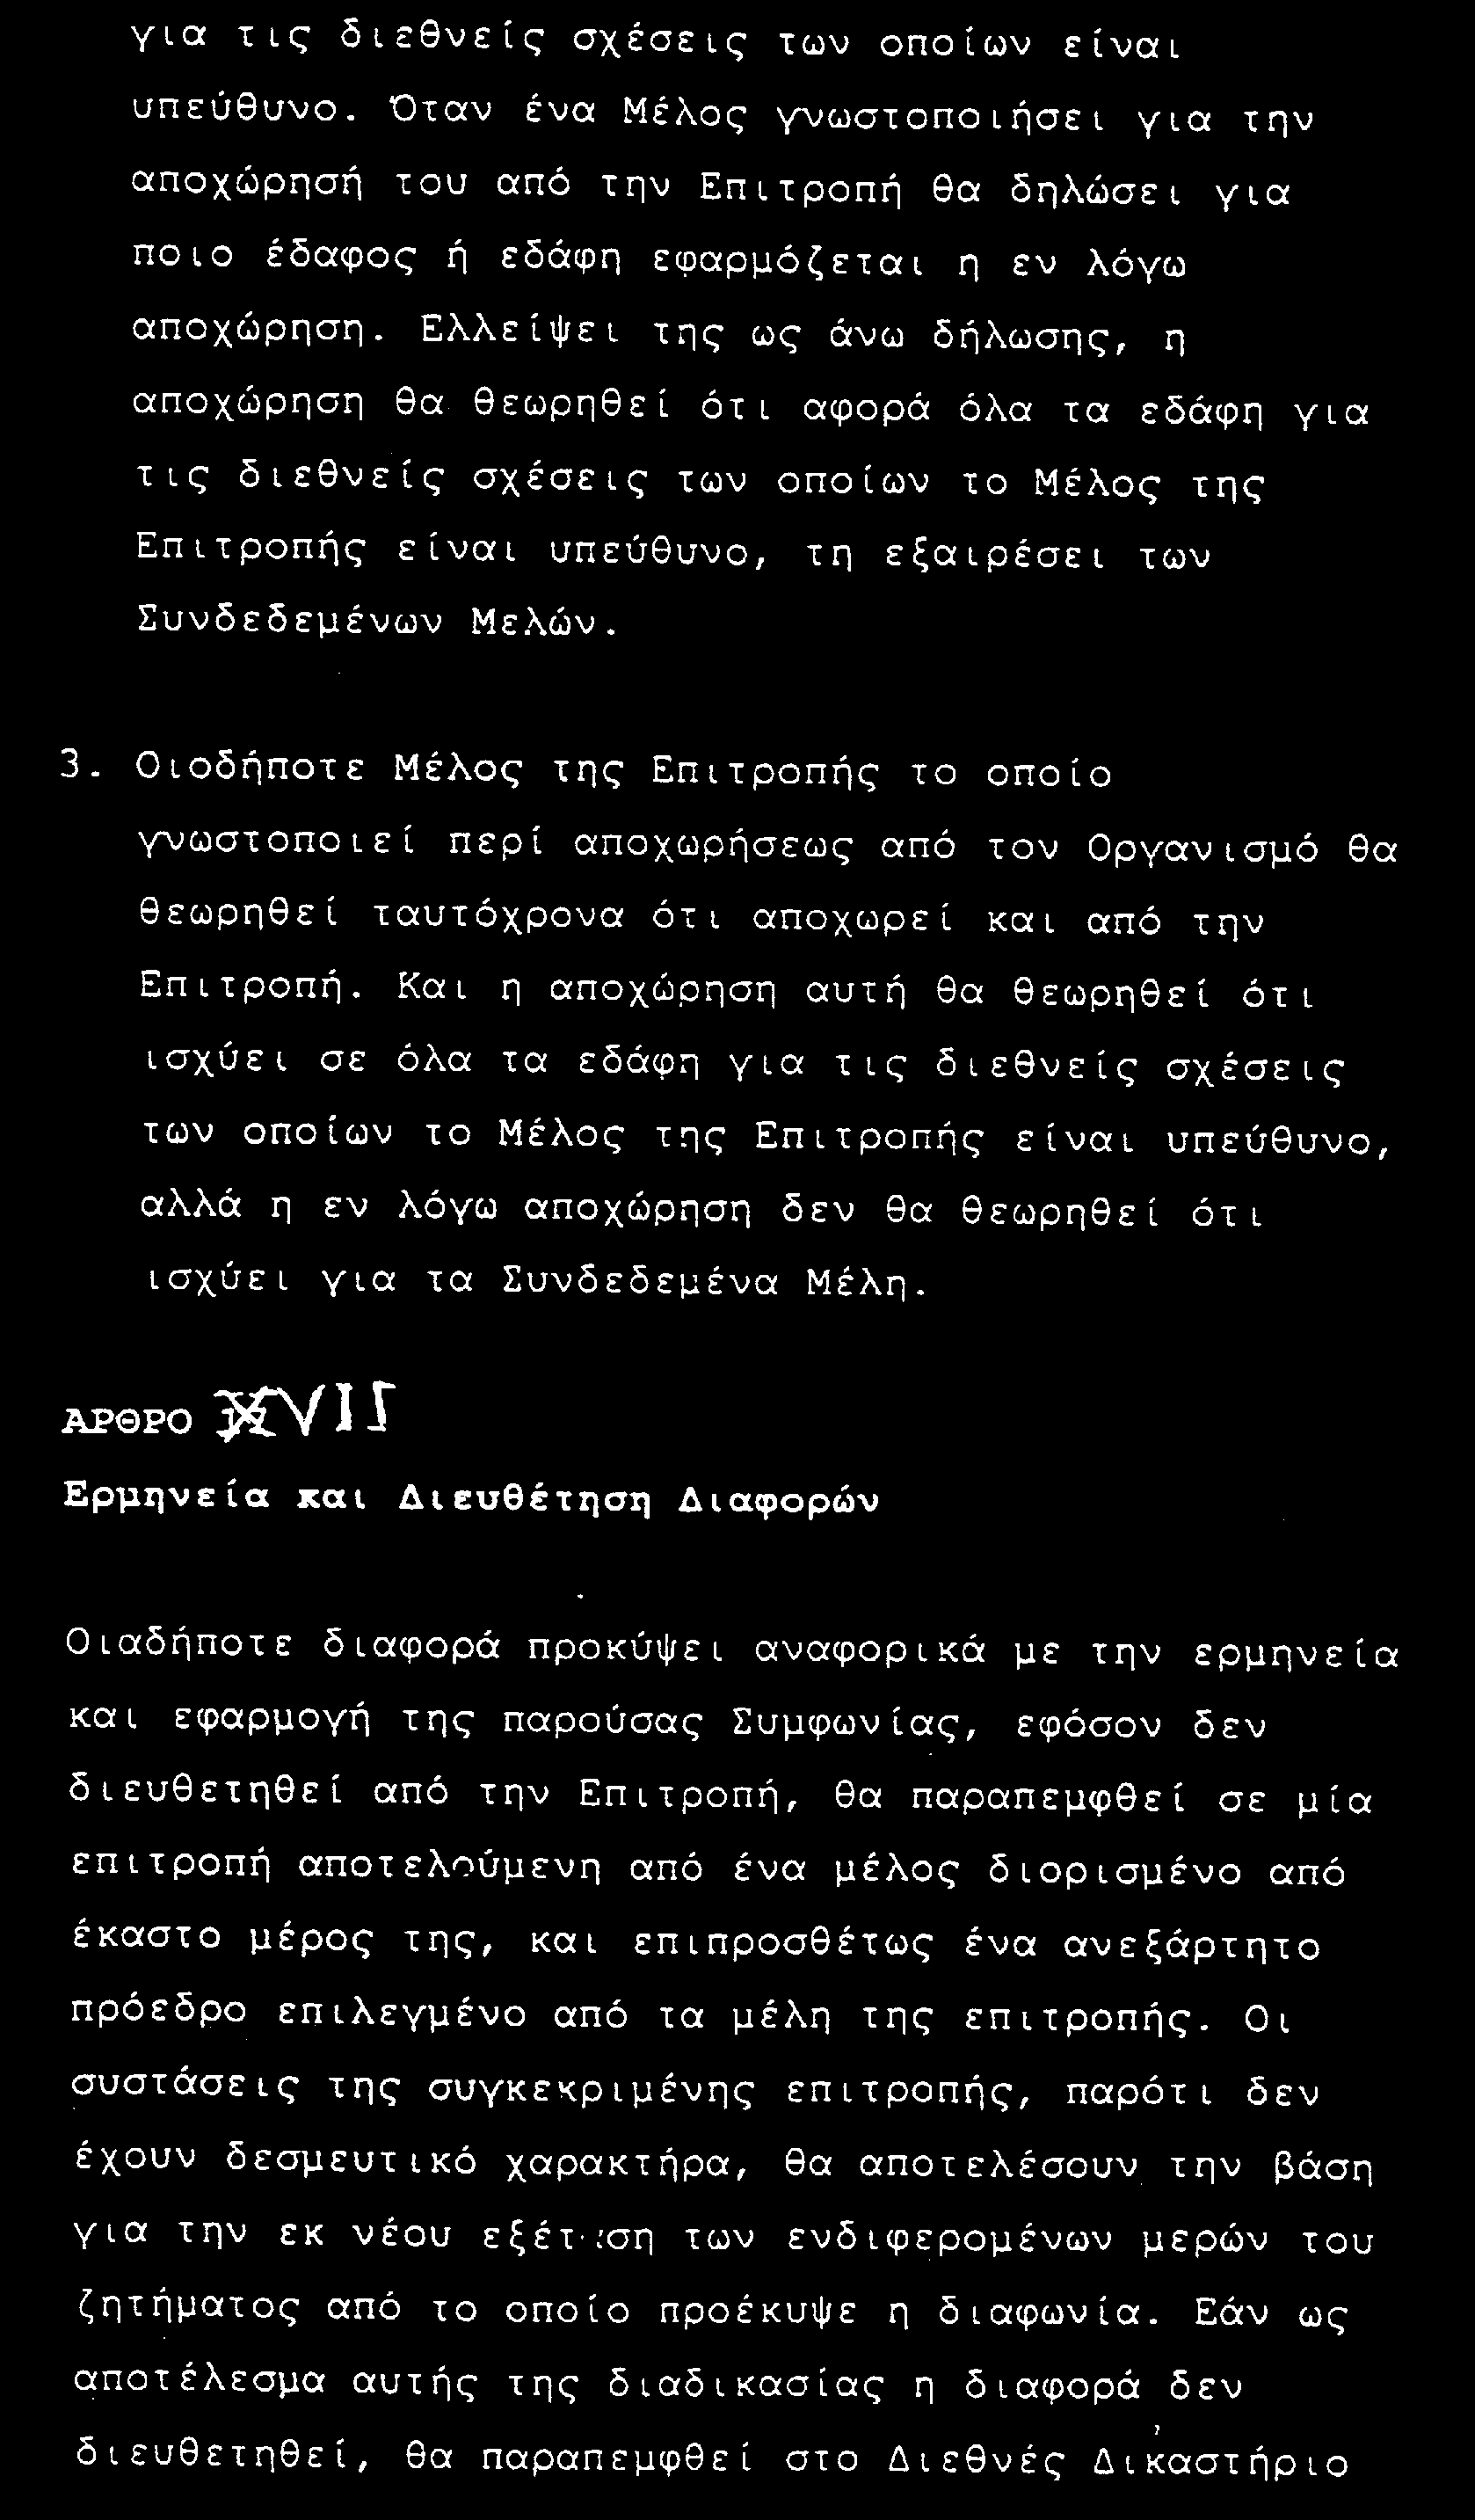 για τις διεθνείς σχέσεις των οποίων είναι
υπεύθυνο. Όταν ένα Μέλος γνωστοποιήσει για την
αποχώρησή του από την Επιτροπή θα δηλώσει για
ποιο έδαφος ή εδάφη εφαρμόζεται η εν λόγω
αποχώρηση. Ελλείψει της ως άνω δήλωσης, η
αποχώρηση θα θεωρηθεί ότι αφορά όλα τα εδάφη για
τις διεθνείς σχέσεις των οποίων το Μέλος της
Επιτροπής είναι υπεύθυνο, τη εξαιρέσει των
Συνδεδεμένων Μελών.
3. Οιοδήποτε Μέλος της Επιτροπής το οποίο
γνωστοποιεί περί αποχωρήσεως από τον Οργανισμό θα
θεωρηθεί ταυτόχρονα ότι αποχωρεί και από την
Επιτροπή. Και η αποχώρηση αυτή θα θεωρηθεί ότι
ισχύει σε όλα τα εδάφη για τις διεθνείς σχέσεις
των οποίων το Μέλος της Επιτροπής είναι υπεύθυνο,
αλλά η εν λόγω αποχώρηση δεν θα θεωρηθεί ότι
ισχύει για τα Συνδεδεμένα Μέλη.
ΑΡΘΡΟ XVII
Ερμηνεία και Διευθέτηση Διαφορών
Οιαδήποτε διαφορά προκύψει αναφορικά με την ερμηνεία
και εφαρμογή της παρούσας Συμφωνίας, εφόσον δεν
διευθετηθεί από την Επιτροπή, θα παραπεμφθεί σε μία
επιτροπή αποτελούμενη από ένα μέλος διορισμένο από
έκαστο μέρος της, και επιπροσθέτως ένα ανεξάρτητο
πρόεδρο επιλεγμένο από τα μέλη της επιτροπής. Οι
συστάσεις της συγκεκριμένης επιτροπής, παρότι δεν
έχουν δεσμευτικό χαρακτήρα, θα αποτελέσουν την βάση
για την εκ νέου εξέταση των ενδιφερομένων μερών του
ζητήματος από το οποίο προέκυψε η διαφωνία. Εάν ως
αποτέλεσμα αυτής της διαδικασίας η διαφορά δεν
διευθετηθεί, θα παραπεμφθεί στο Διεθνές Δικαστήριο